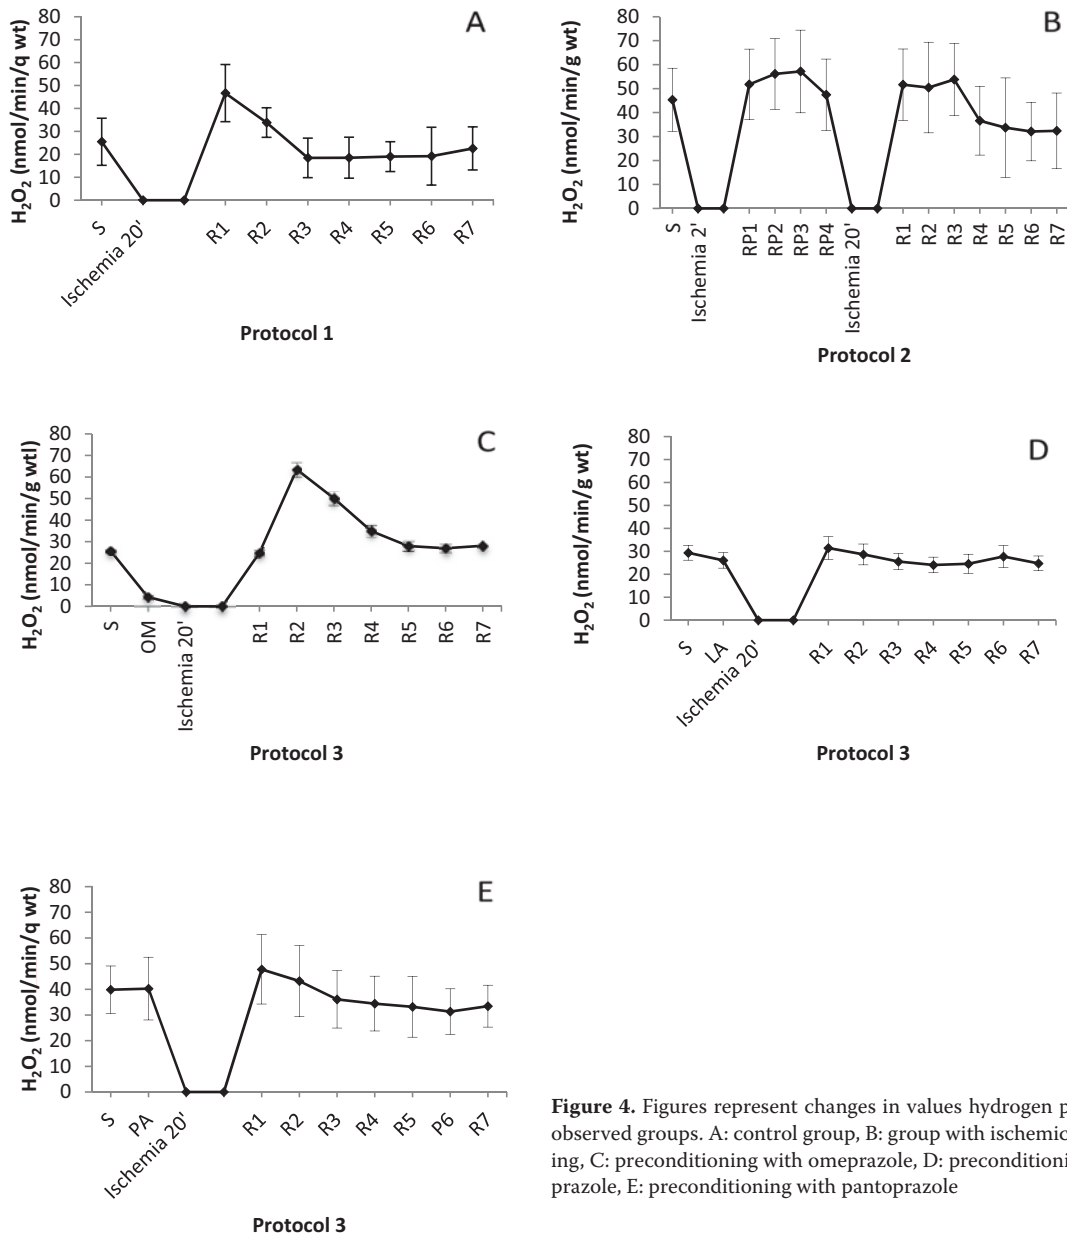 A
H₂O₂ (nmol/min/q wt)
80
70
60
50
40
30
20
10
0
S
Ischemia 20'
R1
R2
R3
R4
R5
R6
R7
Protocol 1
B
H₂O₂ (nmol/min/g wt)
80
70
60
50
40
30
20
10
0
S
Ischemia 2'
RP1
RP2
RP3
RP4
Ischemia 20'
R1
R2
R3
R4
R5
R6
R7
Protocol 2
C
H₂O₂ (nmol/min/g wtl)
80
70
60
50
40
30
20
10
0
S
OM
Ischemia 20'
R1
R2
R3
R4
R5
R6
R7
Protocol 3
D
H₂O₂ (nmol/min/g wt)
80
70
60
50
40
30
20
10
0
S
LA
Ischemia 20'
R1
R2
R3
R4
R5
R6
R7
Protocol 3
E
H₂O₂ (nmol/min/q wt)
80
70
60
50
40
30
20
10
0
S
PA
Ischemia 20'
R1
R2
R3
R4
R5
P6
R7
Protocol 3
Figure 4. Figures represent changes in values hydrogen p
observed groups. A: control group, B: group with ischemic
ing, C: preconditioning with omeprazole, D: preconditioni
prazole, E: preconditioning with pantoprazole